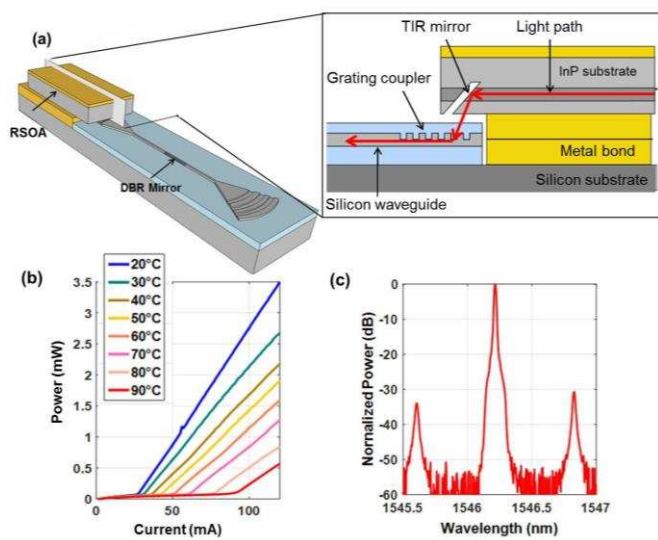 (a)
RSOA
DBR Mirror
TIR mirror
Light path
Grating coupler
InP substrate
Metal bond
Silicon substrate
Silicon waveguide
(b)
3.5
3
2.5
2
1.5
1
0.5
0
Power (mW)
20°C
30°C
40°C
50°C
60°C
70°C
80°C
90°C
0 50 100
Current (mA)
(c)
0
-10
-20
-30
-40
-50
-60
Normalized Power (dB)
1545.5 1546 1546.5 1547
Wavelength (nm)